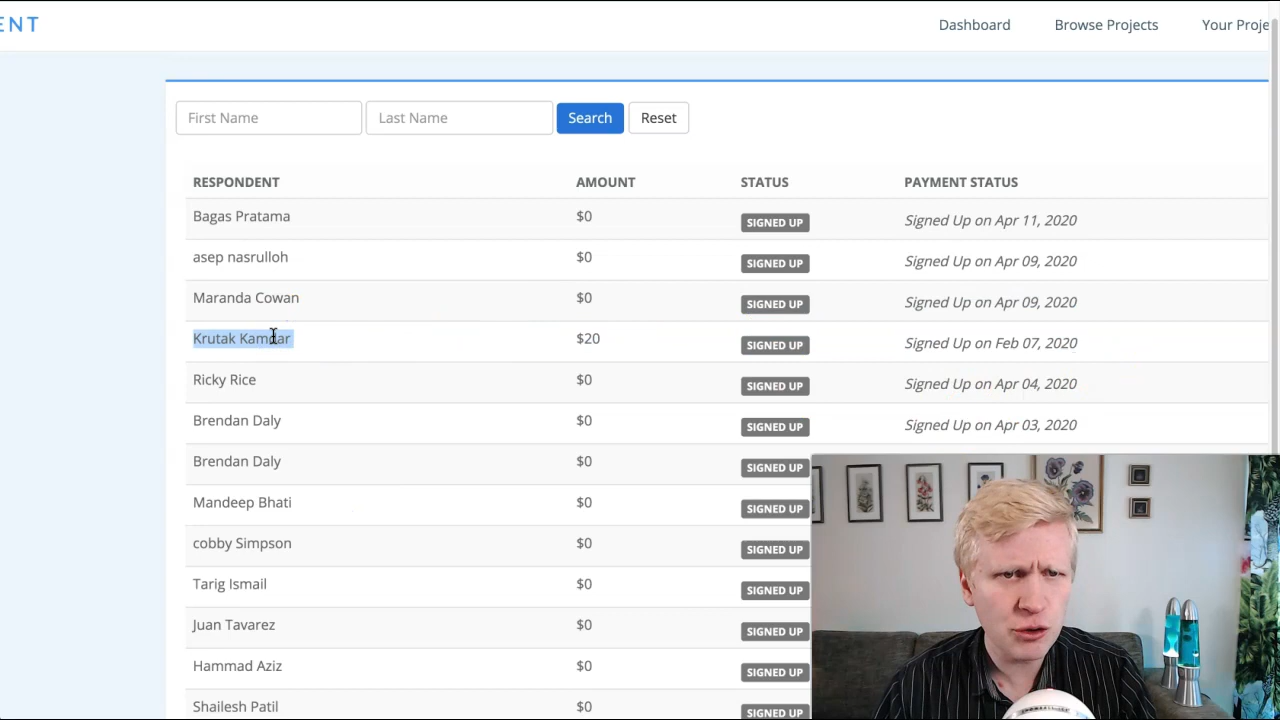 ENT
Dashboard Browse Projects Your Proje
First Name Last Name Search Reset
RESPONDENT AMOUNT STATUS PAYMENT STATUS
Bagas Pratama $0 SIGNED UP Signed Up on Apr 11, 2020
asep nasrulloh $0 SIGNED UP Signed Up on Apr 09, 2020
Maranda Cowan $0 SIGNED UP Signed Up on Apr 09, 2020
Krutak Kamdar $20 SIGNED UP Signed Up on Feb 07, 2020
Ricky Rice $0 SIGNED UP Signed Up on Apr 04, 2020
Brendan Daly $0 SIGNED UP Signed Up on Apr 03, 2020
Brendan Daly $0 SIGNED UP
Mandeep Bhati $0 SIGNED UP
cobby Simpson $0 SIGNED UP
Tarig Ismail $0 SIGNED UP
Juan Tavarez $0 SIGNED UP
Hammad Aziz $0 SIGNED UP
Shailesh Patil $0 SIGNED UP